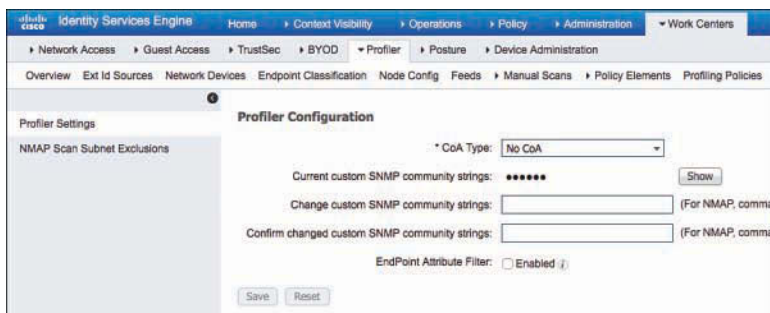 cisco Identity Services Engine Home Context Visibility Operations Policy Administration Work Centers
Network Access Guest Access TrustSec BYOD Profiler Posture Device Administration
Overview Ext Id Sources Network Devices Endpoint Classification Node Config Feeds Manual Scans Policy Elements Profiling Policies
Profiler Settings
NMAP Scan Subnet Exclusions
Profiler Configuration
* CoA Type: No CoA
Current custom SNMP community strings: •••••• Show
Change custom SNMP community strings: (For NMAP, comma
Confirm changed custom SNMP community strings: (For NMAP, comma
EndPoint Attribute Filter: Enabled i
Save Reset